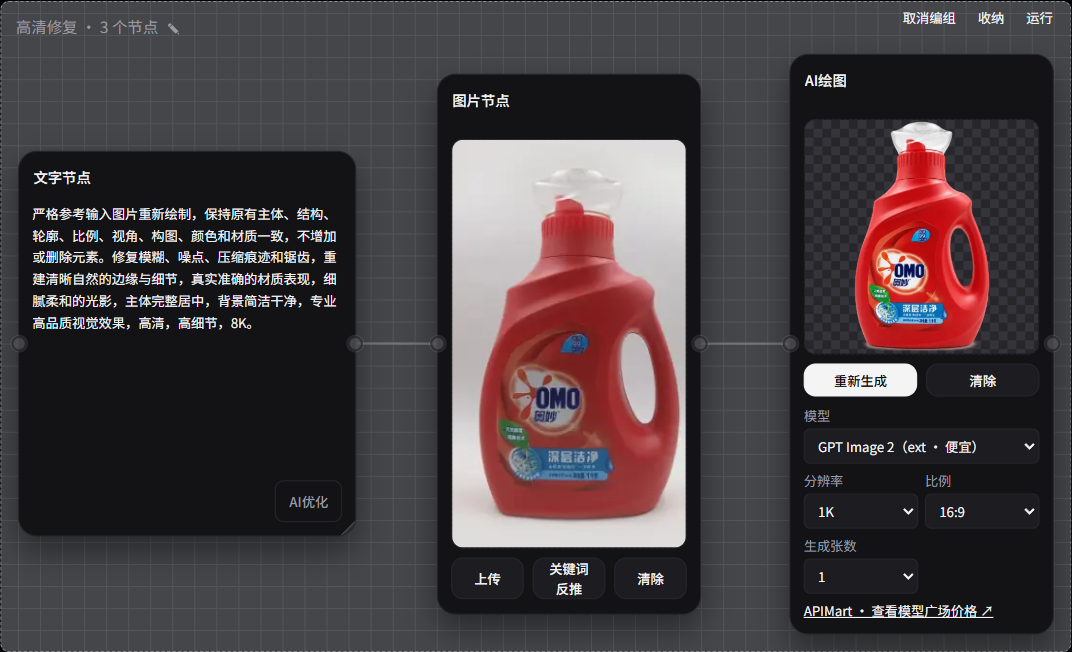 高清修复 · 3 个节点
取消编组 收纳 运行
文字节点
严格参考输入图片重新绘制，保持原有主体、结构、
轮廓、比例、视角、构图、颜色和材质一致，不增加
或删除元素。修复模糊、噪点、压缩痕迹和锯齿，重
建清晰自然的边缘与细节，真实准确的材质表现，细
腻柔和的光影，主体完整居中，背景简洁干净，专业
高品质视觉效果，高清，高细节，8K。
AI优化
图片节点
OMO
奥妙
深层洁净
上传
关键词
反推
清除
AI绘图
OMO
奥妙
深层洁净
重新生成
清除
模型
GPT Image 2（ext · 便宜）
分辨率
比例
1K
16:9
生成张数
1
APIMart · 查看模型广场价格 ↗